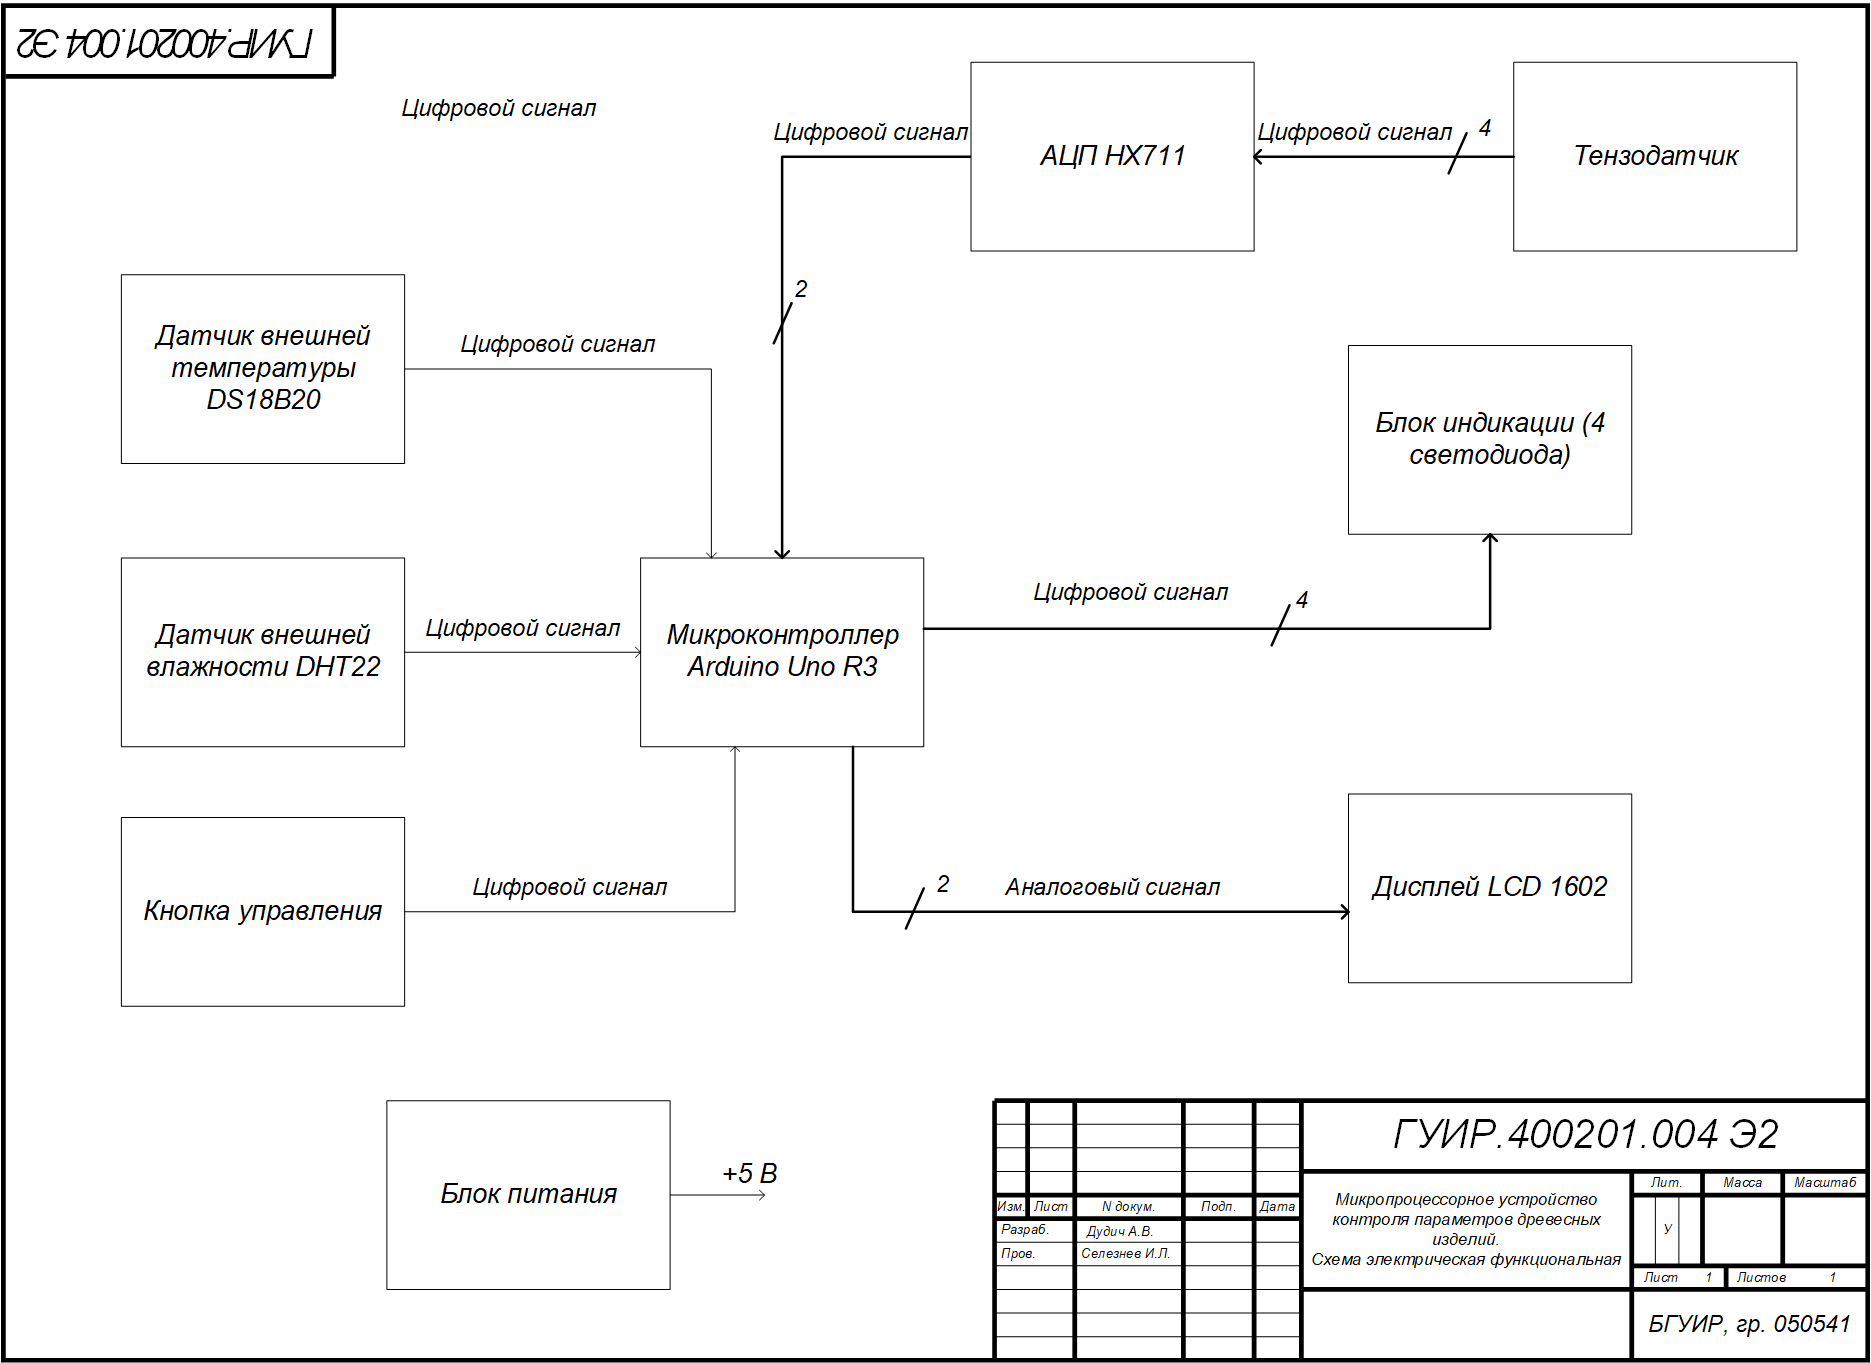 ГУИР.400201.004 Э2
Цифровой сигнал
Цифровой сигнал
АЦП HX711
Цифровой сигнал
4
Тензодатчик
2
Датчик внешней
температуры
DS18B20
Цифровой сигнал
Блок индикации (4
светодиода)
Датчик внешней
влажности DHT22
Цифровой сигнал
Микроконтроллер
Arduino Uno R3
Цифровой сигнал
4
Кнопка управления
Цифровой сигнал
2
Аналоговый сигнал
Дисплей LCD 1602
Блок питания
+5 В
ГУИР.400201.004 Э2
Изм.
Лист
N докум.
Подп.
Дата
Разраб.
Дудич А.В.
Пров.
Селезнев И.Л.
Микропроцессорное устройство
контроля параметров древесных
изделий.
Схема электрическая функциональная
Лит.
Масса
Масштаб
У
Лист 1
Листов 1
БГУИР, гр. 050541